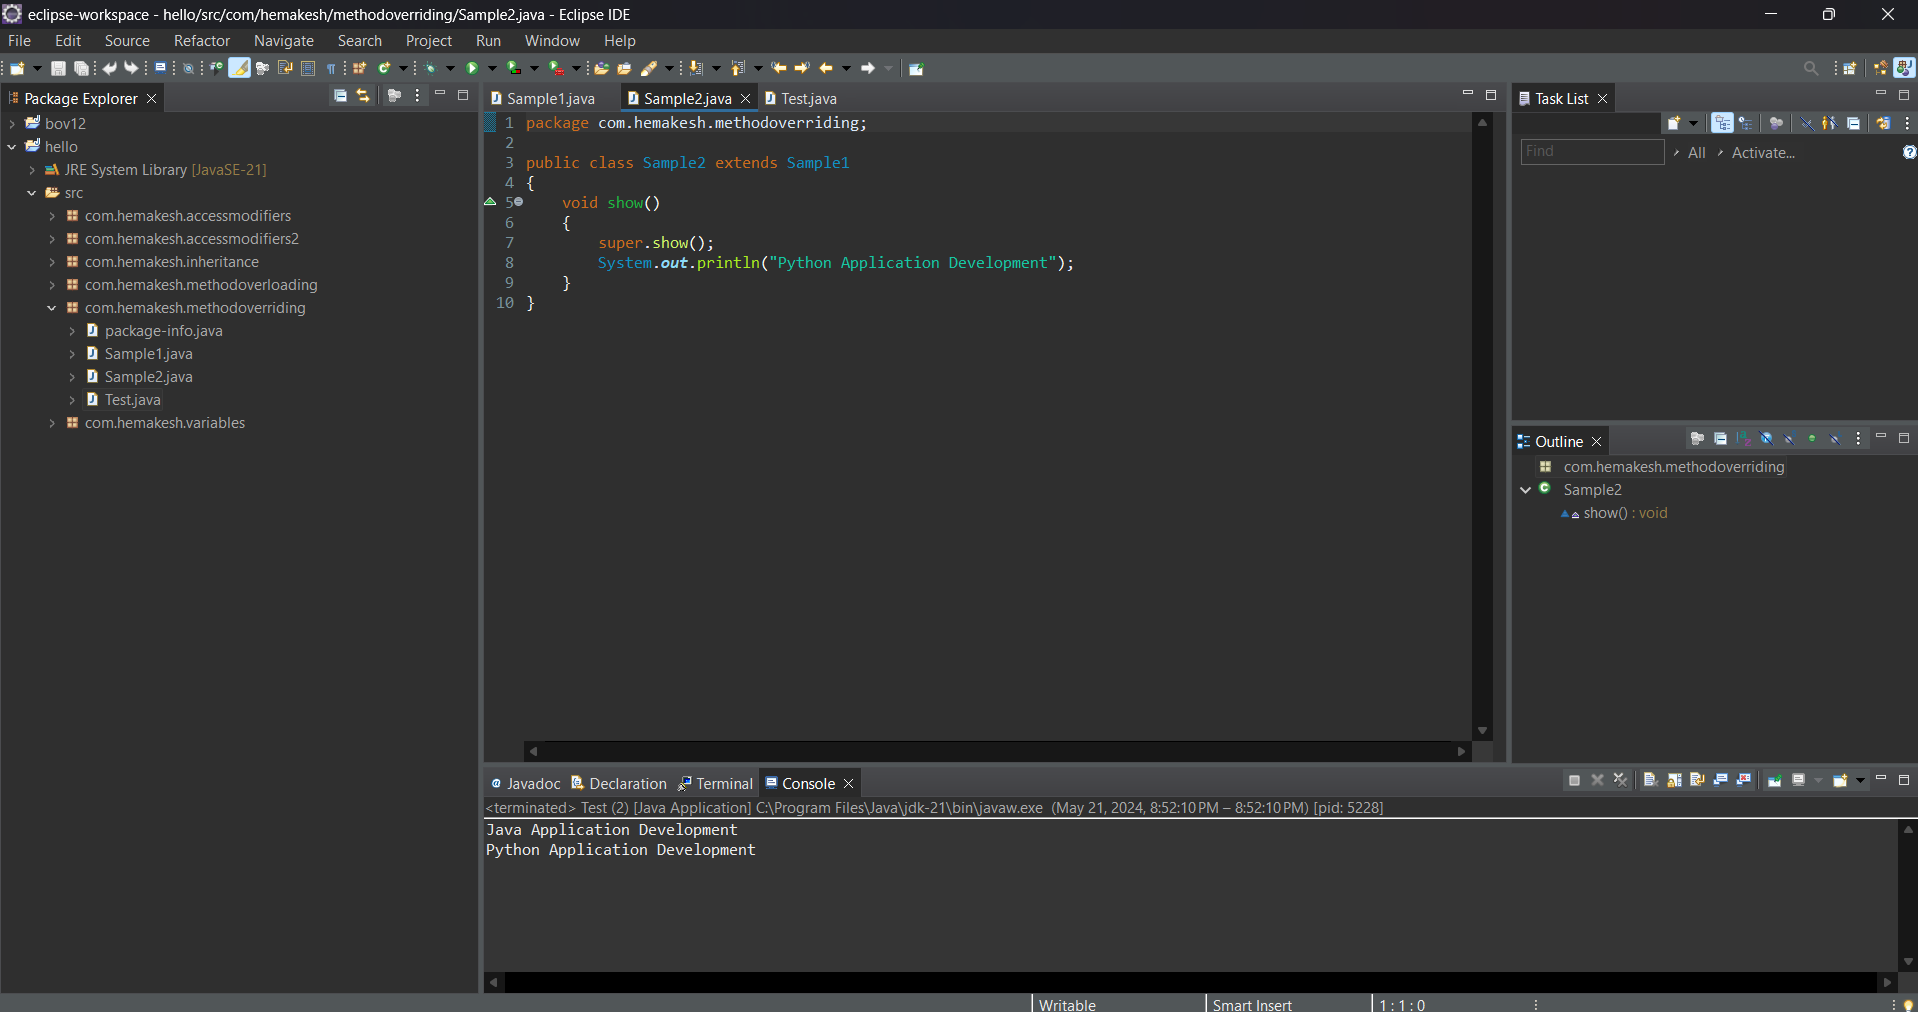 eclipse-workspace - hello/src/com/hemakesh/methodoverriding/Sample2.java - Eclipse IDE
File Edit Source Refactor Navigate Search Project Run Window Help
Package Explorer
bov12
hello
JRE System Library [JavaSE-21]
src
com.hemakesh.accessmodifiers
com.hemakesh.accessmodifiers2
com.hemakesh.inheritance
com.hemakesh.methodoverloading
com.hemakesh.methodoverriding
package-info.java
Sample1.java
Sample2.java
Test.java
com.hemakesh.variables
Sample1.java Sample2.java Test.java
1 package com.hemakesh.methodoverriding;
2
3 public class Sample2 extends Sample1
4 {
5 void show()
6 {
7 super.show();
8 System.out.println("Python Application Development");
9 }
10 }
Task List
Find All Activate...
Outline
com.hemakesh.methodoverriding
Sample2
show() : void
@ Javadoc Declaration Terminal Console
<terminated> Test (2) [Java Application] C:\Program Files\Java\jdk-21\bin\javaw.exe (May 21, 2024, 8:52:10 PM – 8:52:10 PM) [pid: 5228]
Java Application Development
Python Application Development
Writable Smart Insert 1 : 1 : 0